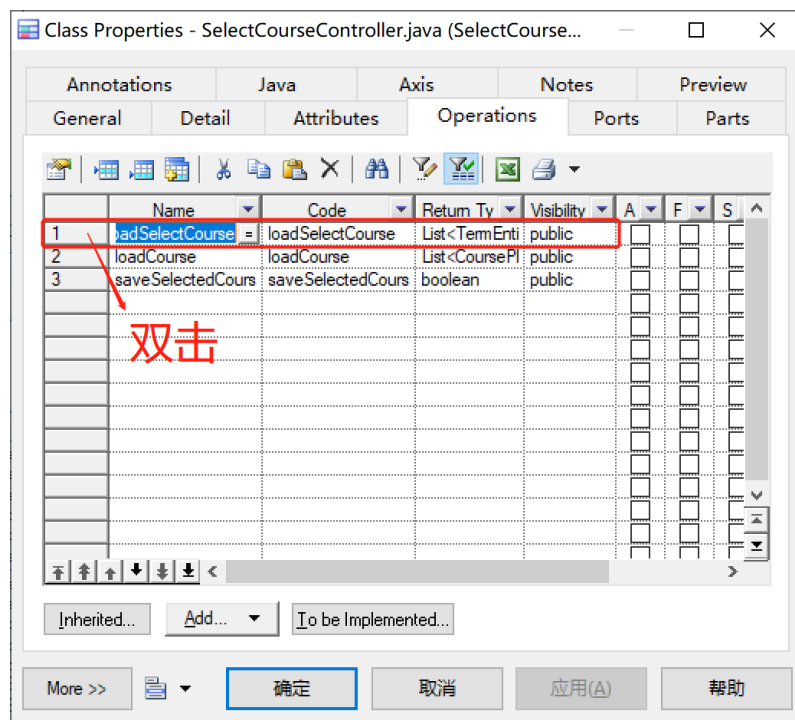 Class Properties - SelectCourseController.java (SelectCourse...
Annotations Java Axis Notes Preview
General Detail Attributes Operations Ports Parts
Name Code Return Ty Visibility A F S
1 oadSelectCourse = loadSelectCourse List<TermEnti public
2 loadCourse loadCourse List<CoursePl public
3 saveSelectedCours saveSelectedCours boolean public
双击
Inherited... Add... To be Implemented...
More >> 确定 取消 应用(A) 帮助